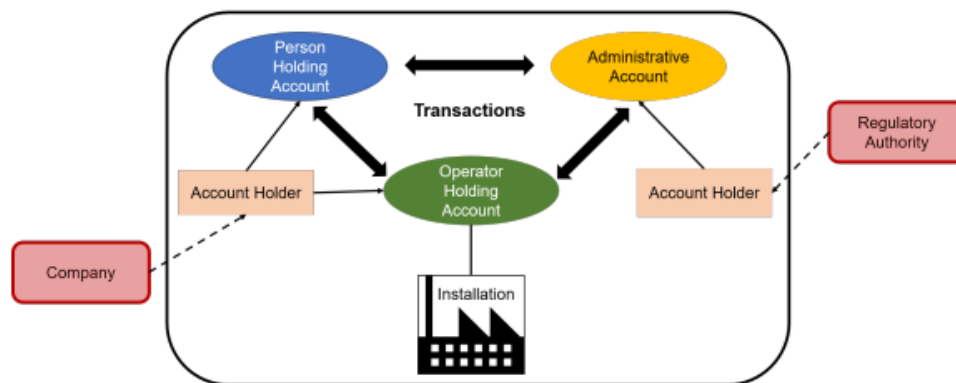 Person
Holding
Account
Administrative
Account
Transactions
Regulatory
Authority
Account Holder
Operator
Holding
Account
Account Holder
Company
Installation